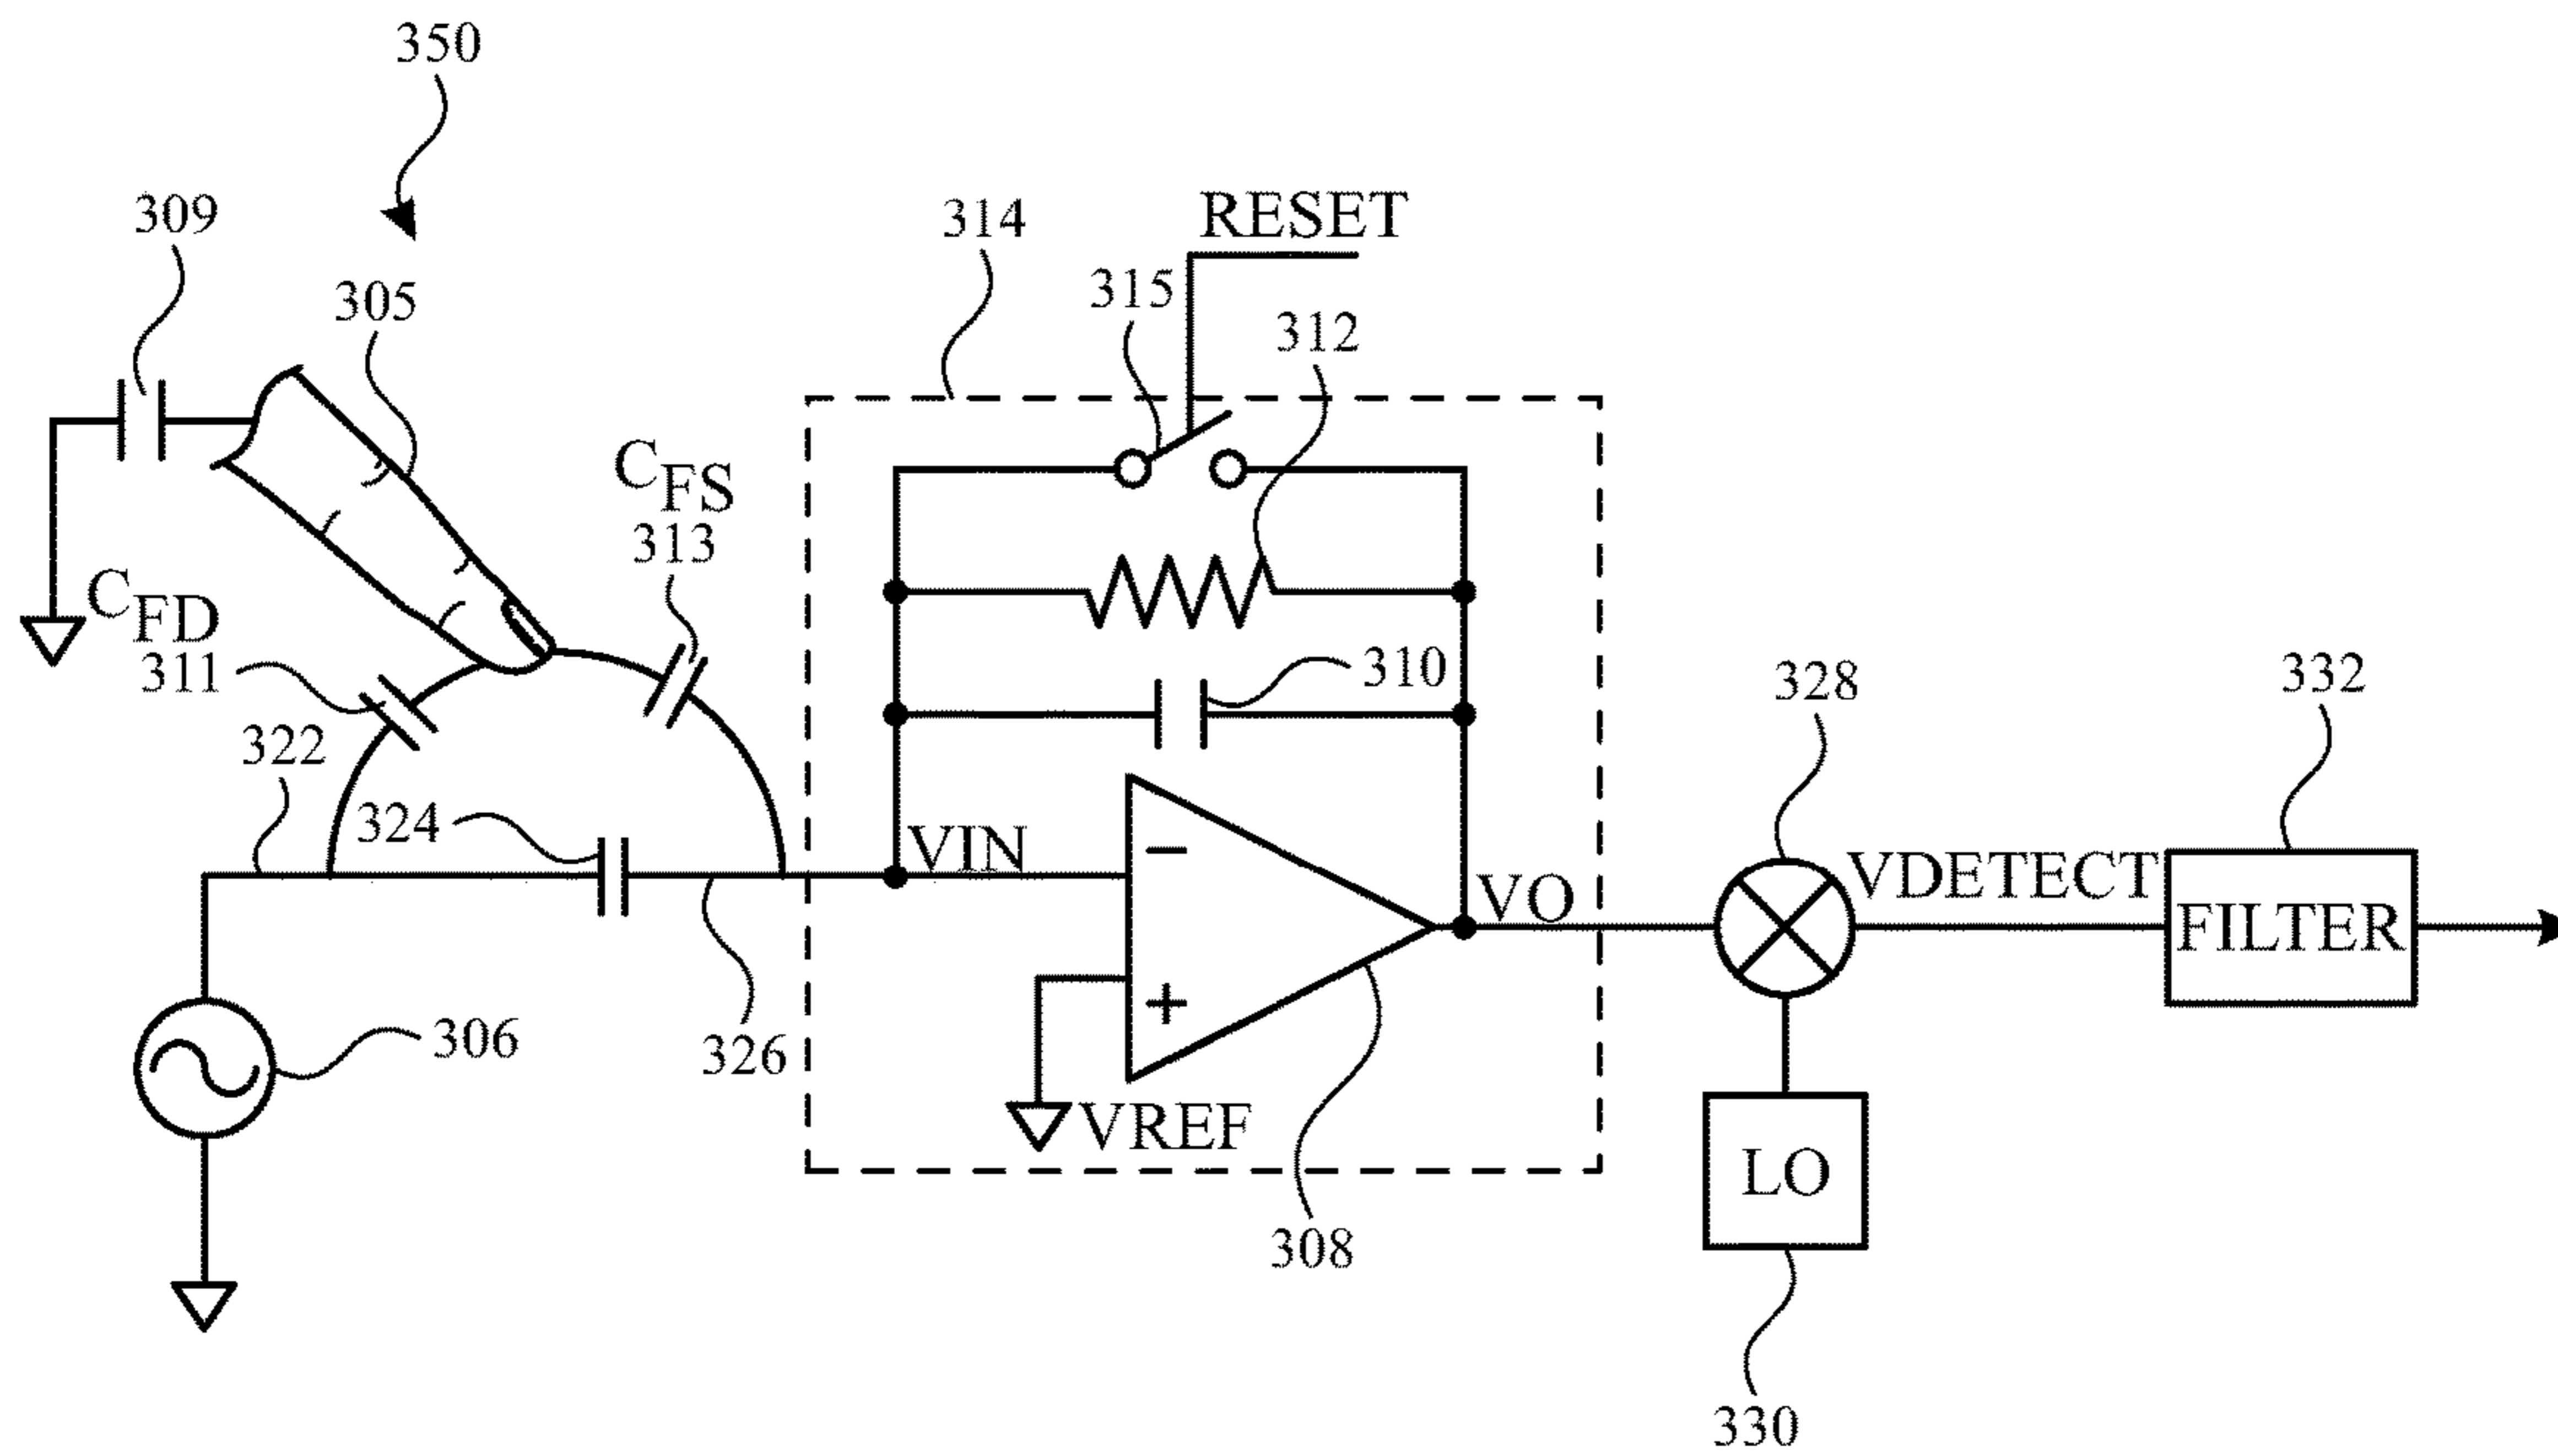 350
309
314
RESET
315
305
312
CFS
313
CFD
311
310
328
332
322
324
VIN
VO
VDETECT
FILTER
−
+
306
326
VREF
LO
308
330